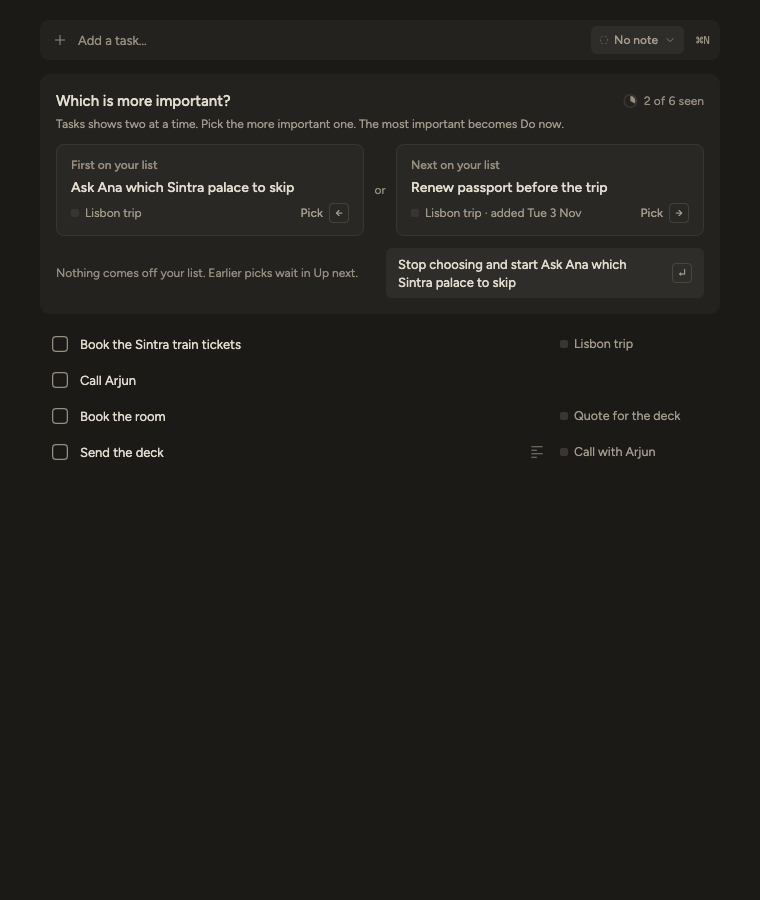 Add a task...
No note
⌘N
Which is more important?
2 of 6 seen
Tasks shows two at a time. Pick the more important one. The most important becomes Do now.
First on your list
Ask Ana which Sintra palace to skip
Lisbon trip
Pick ←
or
Next on your list
Renew passport before the trip
Lisbon trip · added Tue 3 Nov
Pick →
Nothing comes off your list. Earlier picks wait in Up next.
Stop choosing and start Ask Ana which
Sintra palace to skip
Book the Sintra train tickets
Lisbon trip
Call Arjun
Book the room
Quote for the deck
Send the deck
Call with Arjun